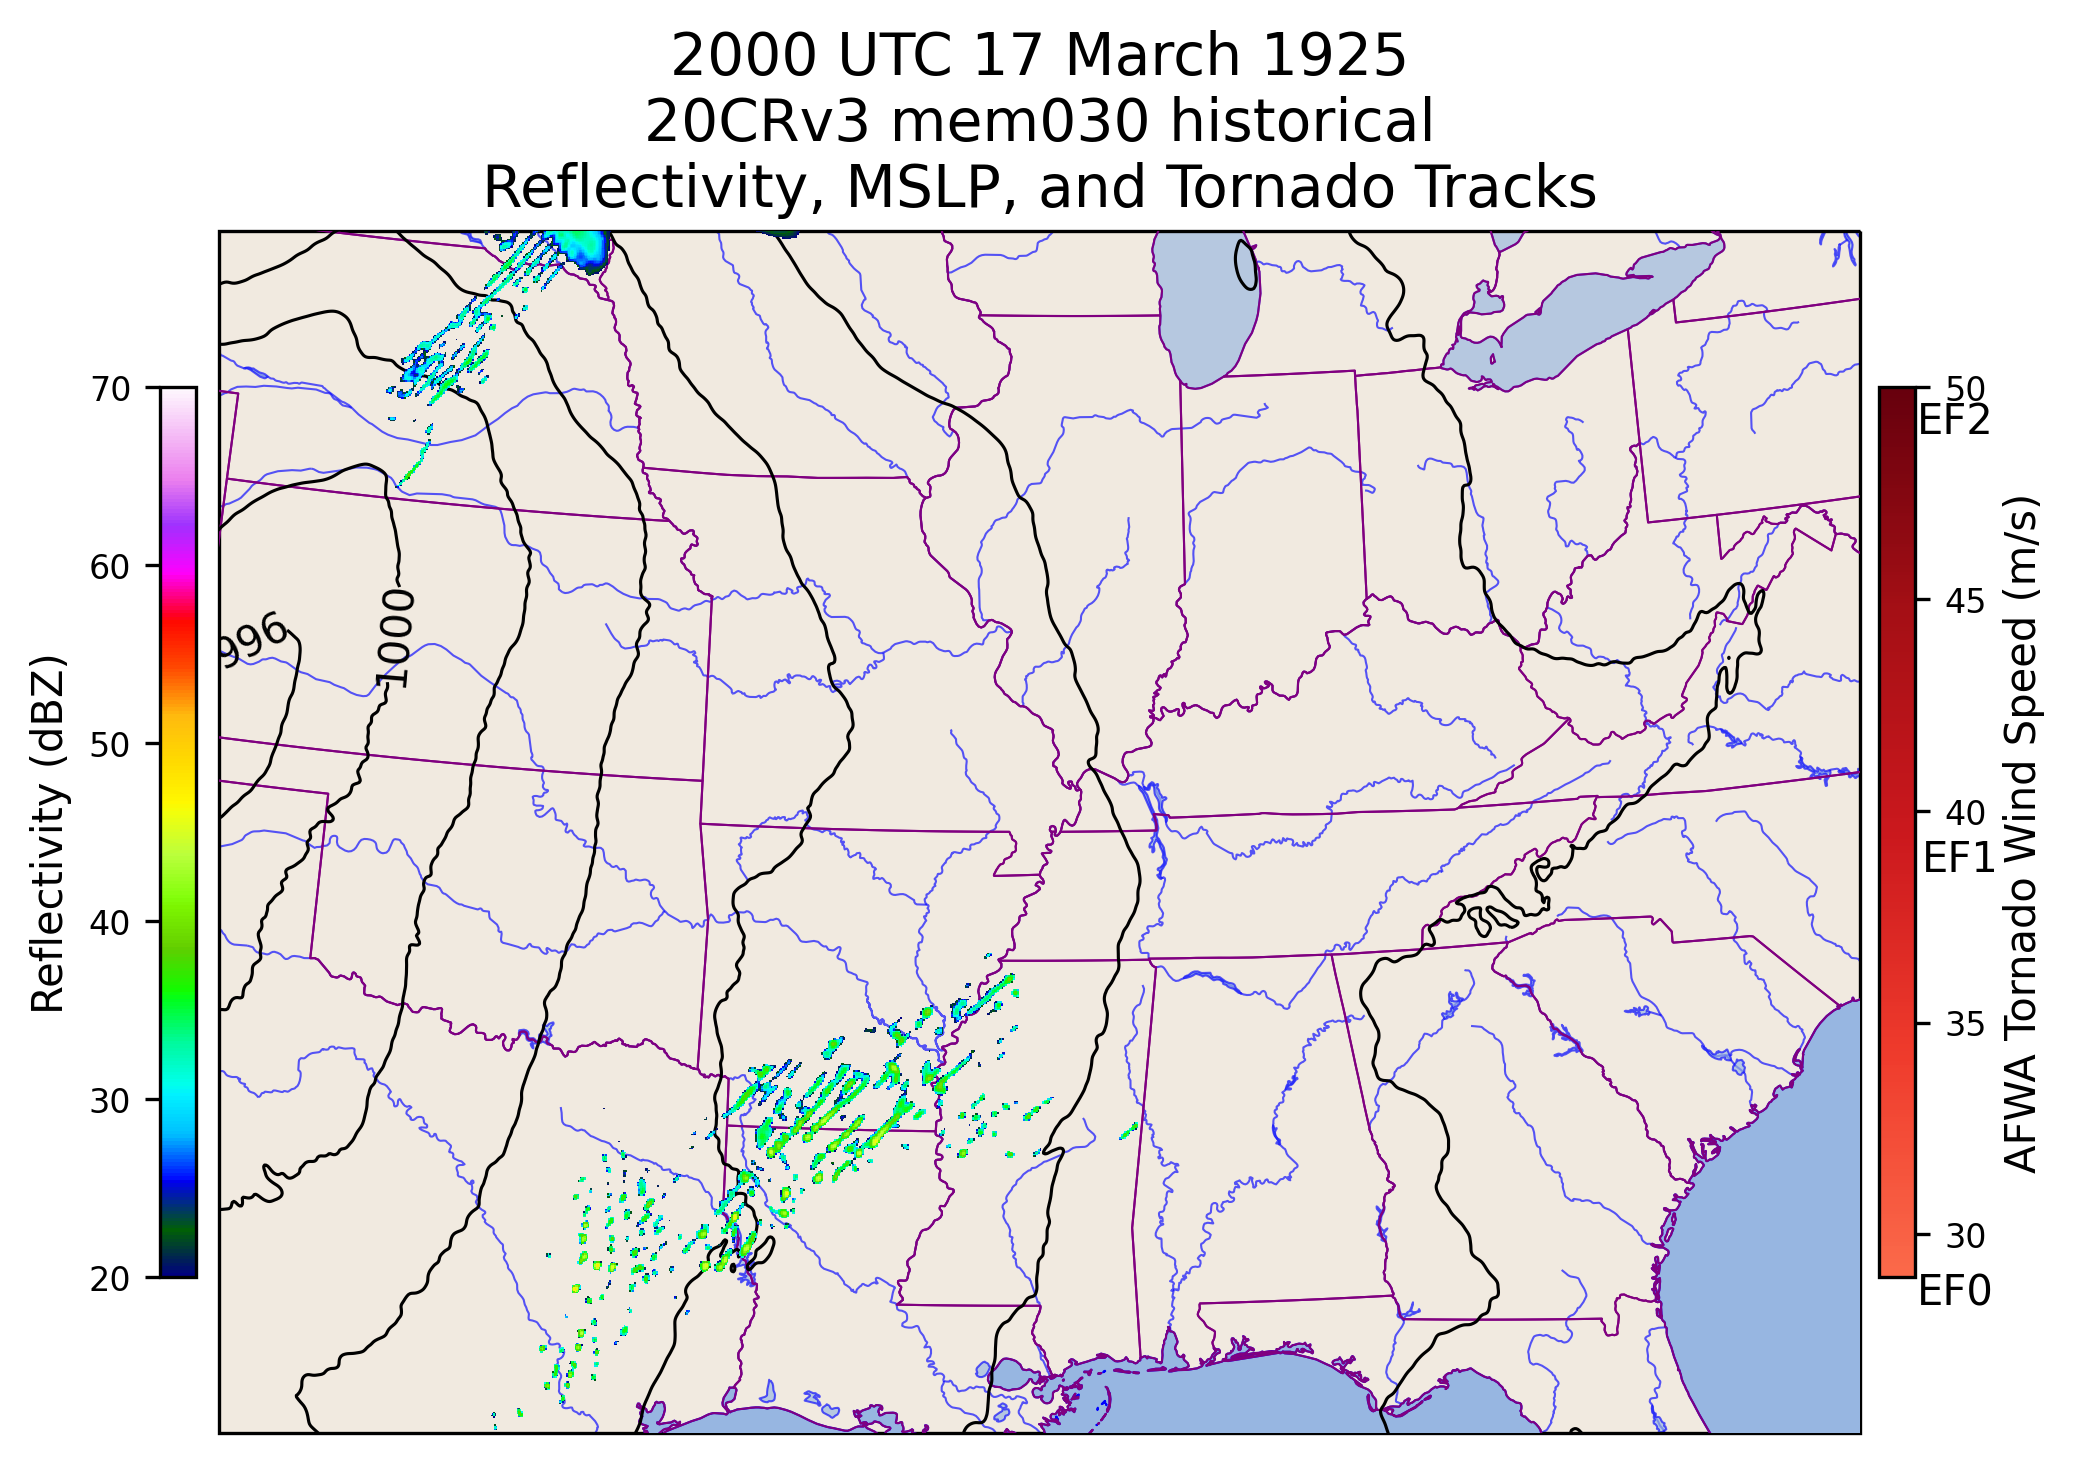 2000 UTC 17 March 1925
20CRv3 mem030 historical
Reflectivity, MSLP, and Tornado Tracks
Reflectivity (dBZ)
70
60
50
40
30
20
996
1000
50
EF2
45
40
EF1
35
30
EF0
AFWA Tornado Wind Speed (m/s)